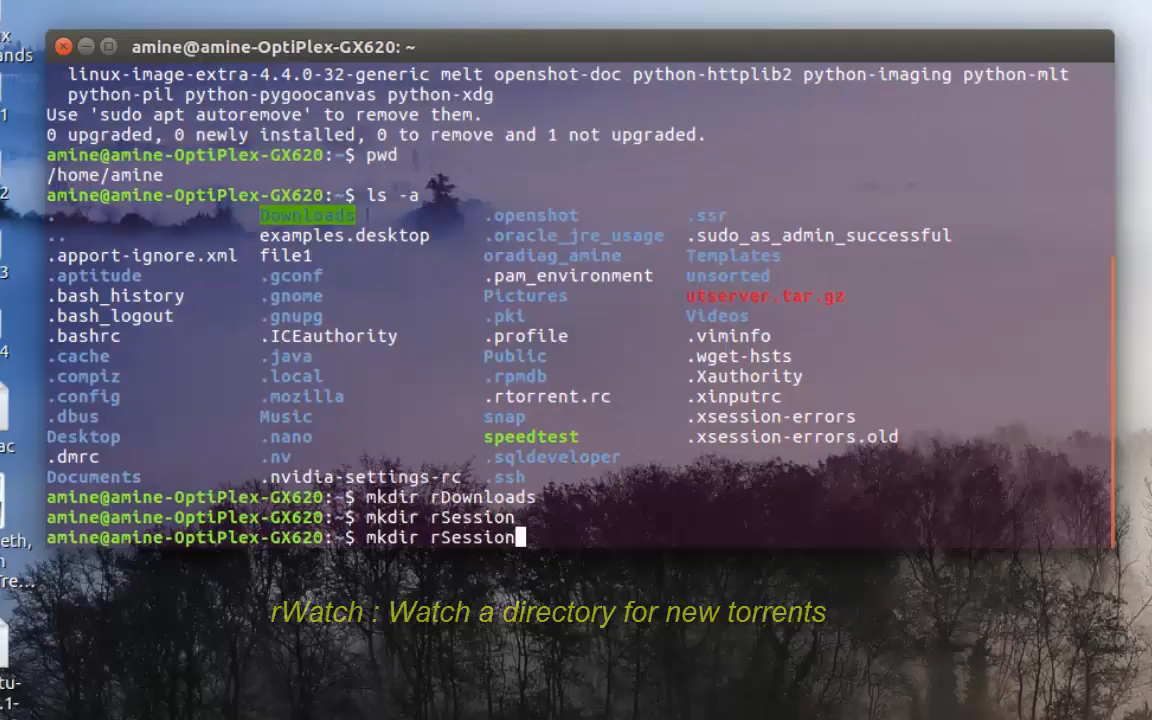 amine@amine-OptiPlex-GX620: ~
linux-image-extra-4.4.0-32-generic melt openshot-doc python-httplib2 python-imaging python-mlt
python-pil python-pygoocanvas python-xdg
Use 'sudo apt autoremove' to remove them.
0 upgraded, 0 newly installed, 0 to remove and 1 not upgraded.
amine@amine-OptiPlex-GX620:~$ pwd
/home/amine
amine@amine-OptiPlex-GX620:~$ ls -a
. Downloads .openshot .ssr
.. examples.desktop .oracle_jre_usage .sudo_as_admin_successful
.apport-ignore.xml file1 oradiag_amine Templates
.aptitude .gconf .pam_environment unsorted
.bash_history .gnome Pictures utserver.tar.gz
.bash_logout .gnupg .pki Videos
.bashrc .ICEauthority .profile .viminfo
.cache .java Public .wget-hsts
.compiz .local .rpmdb .Xauthority
.config .mozilla .rtorrent.rc .xinputrc
.dbus Music snap .xsession-errors
Desktop .nano speedtest .xsession-errors.old
.dmrc .nv .sqldeveloper
Documents .nvidia-settings-rc .ssh
amine@amine-OptiPlex-GX620:~$ mkdir rDownloads
amine@amine-OptiPlex-GX620:~$ mkdir rSession
amine@amine-OptiPlex-GX620:~$ mkdir rSession
rWatch : Watch a directory for new torrents